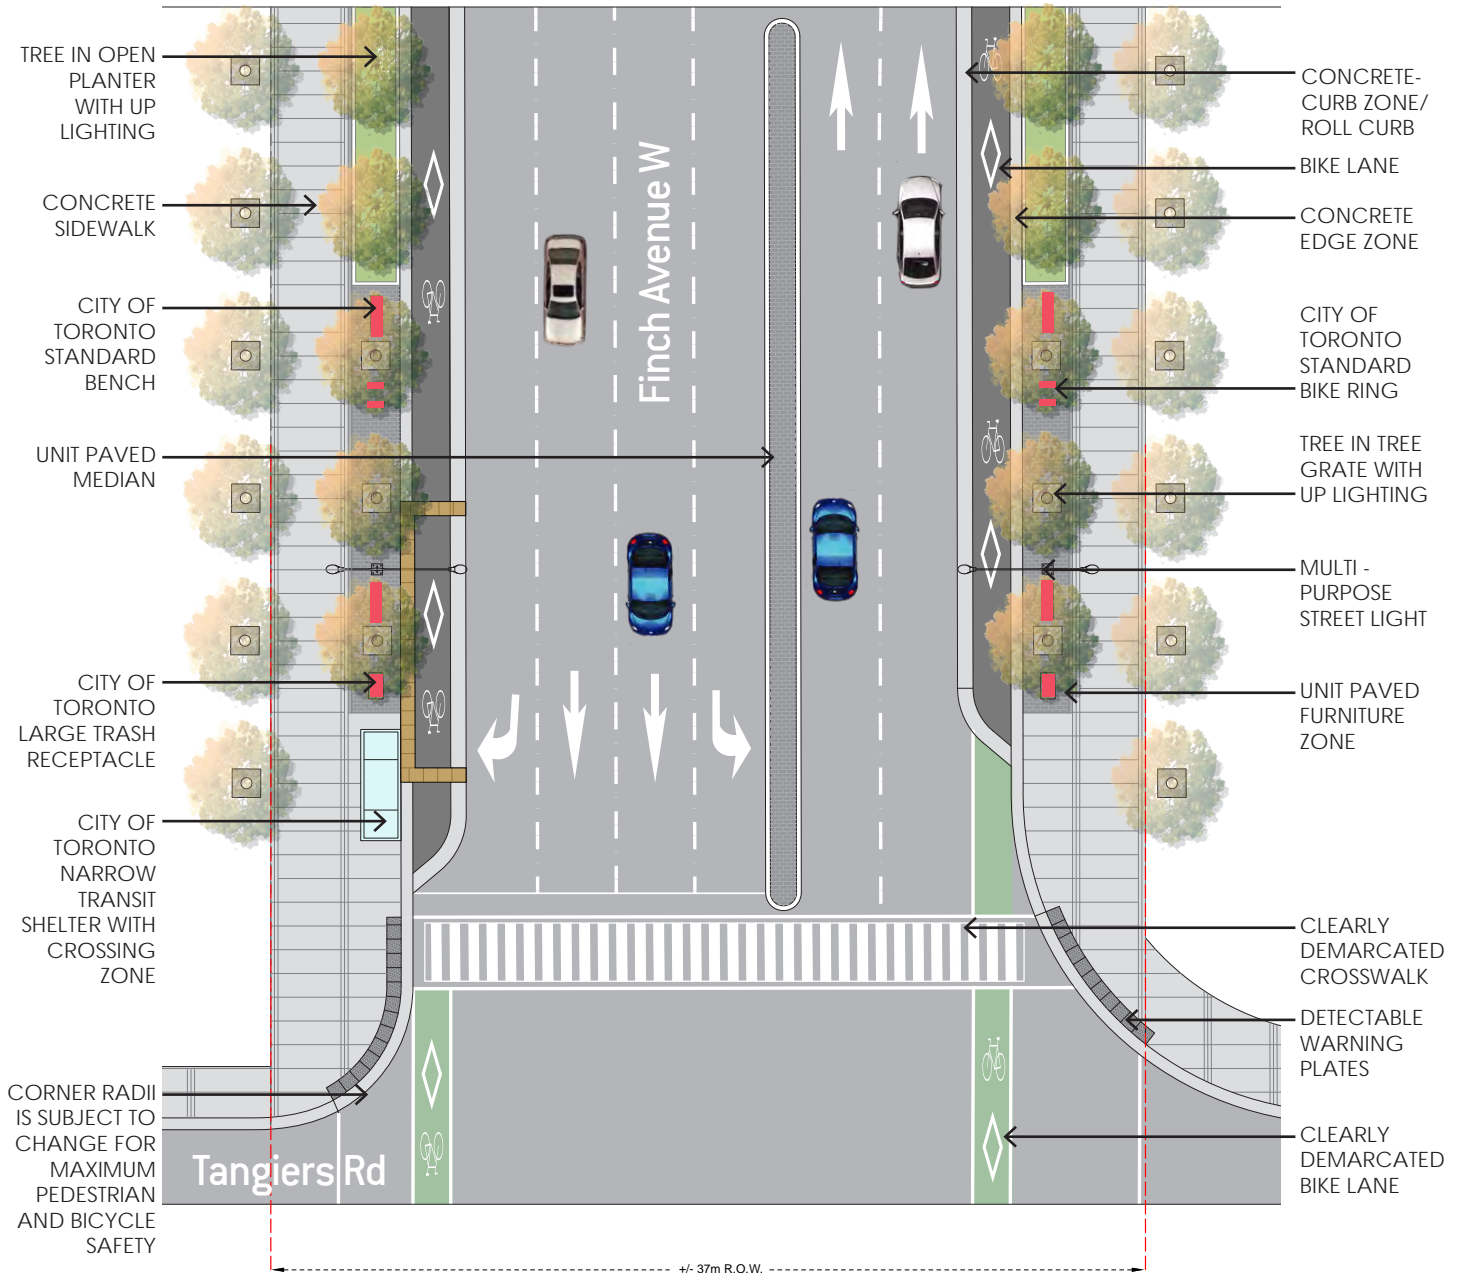 TREE IN OPEN
PLANTER
WITH UP
LIGHTING
CONCRETE
SIDEWALK
CITY OF
TORONTO
STANDARD
BENCH
UNIT PAVED
MEDIAN
CITY OF
TORONTO
LARGE TRASH
RECEPTACLE
CITY OF
TORONTO
NARROW
TRANSIT
SHELTER WITH
CROSSING
ZONE
CORNER RADII
IS SUBJECT TO
CHANGE FOR
MAXIMUM
PEDESTRIAN
AND BICYCLE
SAFETY
Finch Avenue W
Tangiers Rd
+/- 37m R.O.W.
CONCRETE-
CURB ZONE/
ROLL CURB
BIKE LANE
CONCRETE
EDGE ZONE
CITY OF
TORONTO
STANDARD
BIKE RING
TREE IN TREE
GRATE WITH
UP LIGHTING
MULTI -
PURPOSE
STREET LIGHT
UNIT PAVED
FURNITURE
ZONE
CLEARLY
DEMARCATED
CROSSWALK
DETECTABLE
WARNING
PLATES
CLEARLY
DEMARCATED
BIKE LANE